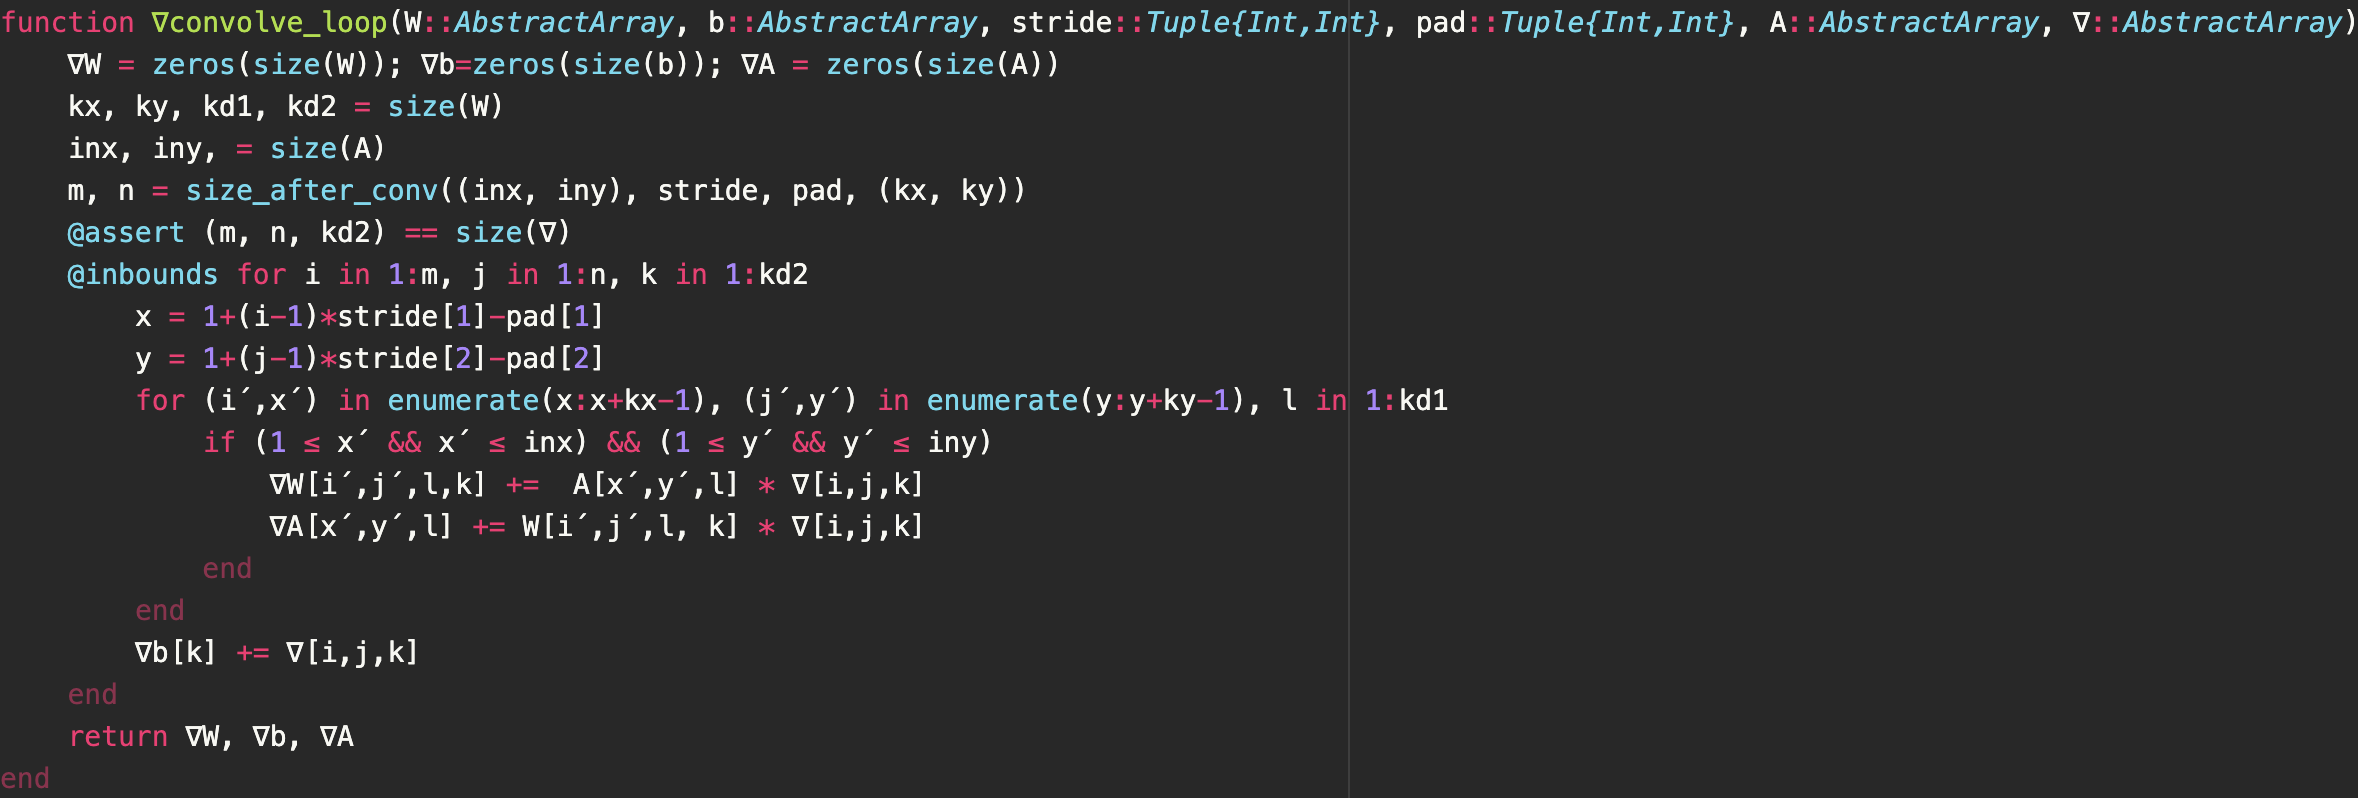 function ∇convolve_loop(W::AbstractArray, b::AbstractArray, stride::Tuple{Int,Int}, pad::Tuple{Int,Int}, A::AbstractArray, ∇::AbstractArray)
    ∇W = zeros(size(W)); ∇b=zeros(size(b)); ∇A = zeros(size(A))
    kx, ky, kd1, kd2 = size(W)
    inx, iny, = size(A)
    m, n = size_after_conv((inx, iny), stride, pad, (kx, ky))
    @assert (m, n, kd2) == size(∇)
    @inbounds for i in 1:m, j in 1:n, k in 1:kd2
        x = 1+(i-1)*stride[1]-pad[1]
        y = 1+(j-1)*stride[2]-pad[2]
        for (i´,x´) in enumerate(x:x+kx-1), (j´,y´) in enumerate(y:y+ky-1), l in 1:kd1
            if (1 ≤ x´ && x´ ≤ inx) && (1 ≤ y´ && y´ ≤ iny)
                ∇W[i´,j´,l,k] +=  A[x´,y´,l] * ∇[i,j,k]
                ∇A[x´,y´,l] += W[i´,j´,l, k] * ∇[i,j,k]
            end
        end
        ∇b[k] += ∇[i,j,k]
    end
    return ∇W, ∇b, ∇A
end